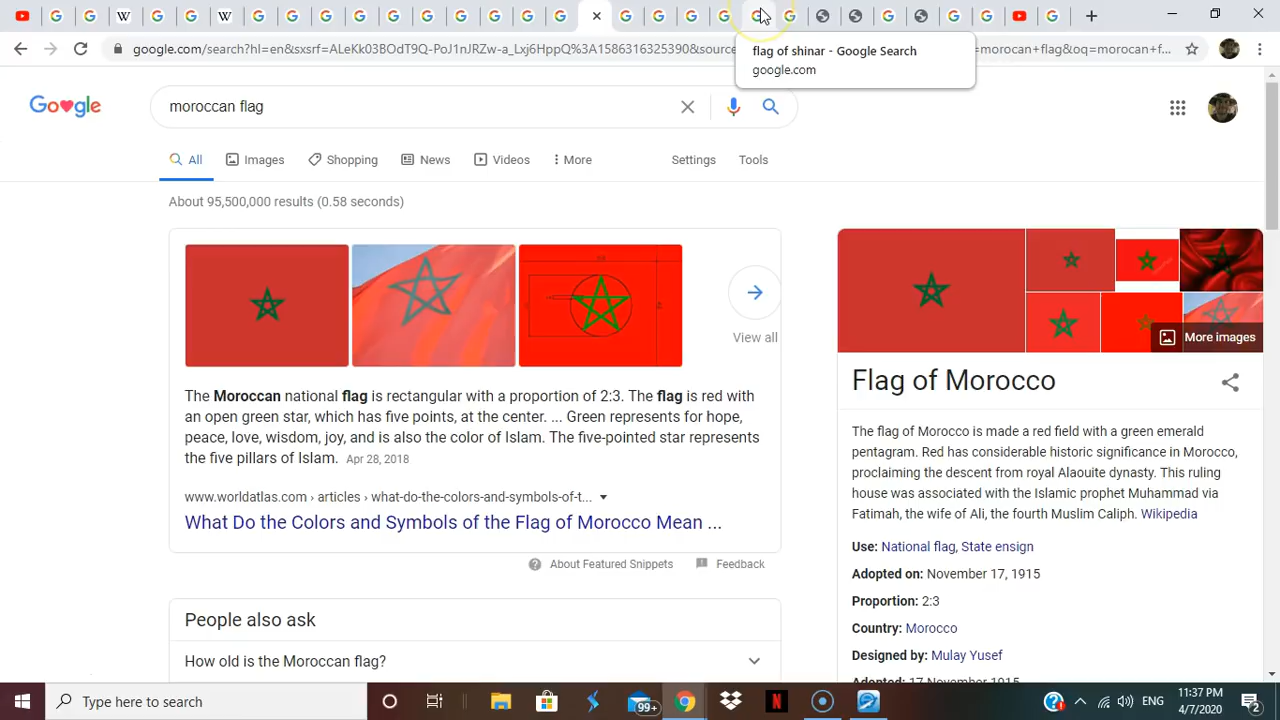 flag of shinar - Google Search
google.com
google.com/search?hl=en&sxsrf=ALeKk03BOdT9Q-PoJ1nJRZw-a_Lxj6HppQ%3A1586316325390&source
=morocan+flag&oq=morocan+f...
Google
moroccan flag
All
Images
Shopping
News
Videos
More
Settings
Tools
About 95,500,000 results (0.58 seconds)
View all
The Moroccan national flag is rectangular with a proportion of 2:3. The flag is red with
an open green star, which has five points, at the center. ... Green represents for hope,
peace, love, wisdom, joy, and is also the color of Islam. The five-pointed star represents
the five pillars of Islam. Apr 28, 2018
www.worldatlas.com › articles › what-do-the-colors-and-symbols-of-t...
What Do the Colors and Symbols of the Flag of Morocco Mean ...
About Featured Snippets
Feedback
People also ask
How old is the Moroccan flag?
More images
Flag of Morocco
The flag of Morocco is made a red field with a green emerald
pentagram. Red has considerable historic significance in Morocco,
proclaiming the descent from royal Alaouite dynasty. This ruling
house was associated with the Islamic prophet Muhammad via
Fatimah, the wife of Ali, the fourth Muslim Caliph. Wikipedia
Use: National flag, State ensign
Adopted on: November 17, 1915
Proportion: 2:3
Country: Morocco
Designed by: Mulay Yusef
Adopted: 17 November 1915
Type here to search
99+
ENG
11:37 PM
4/7/2020
2